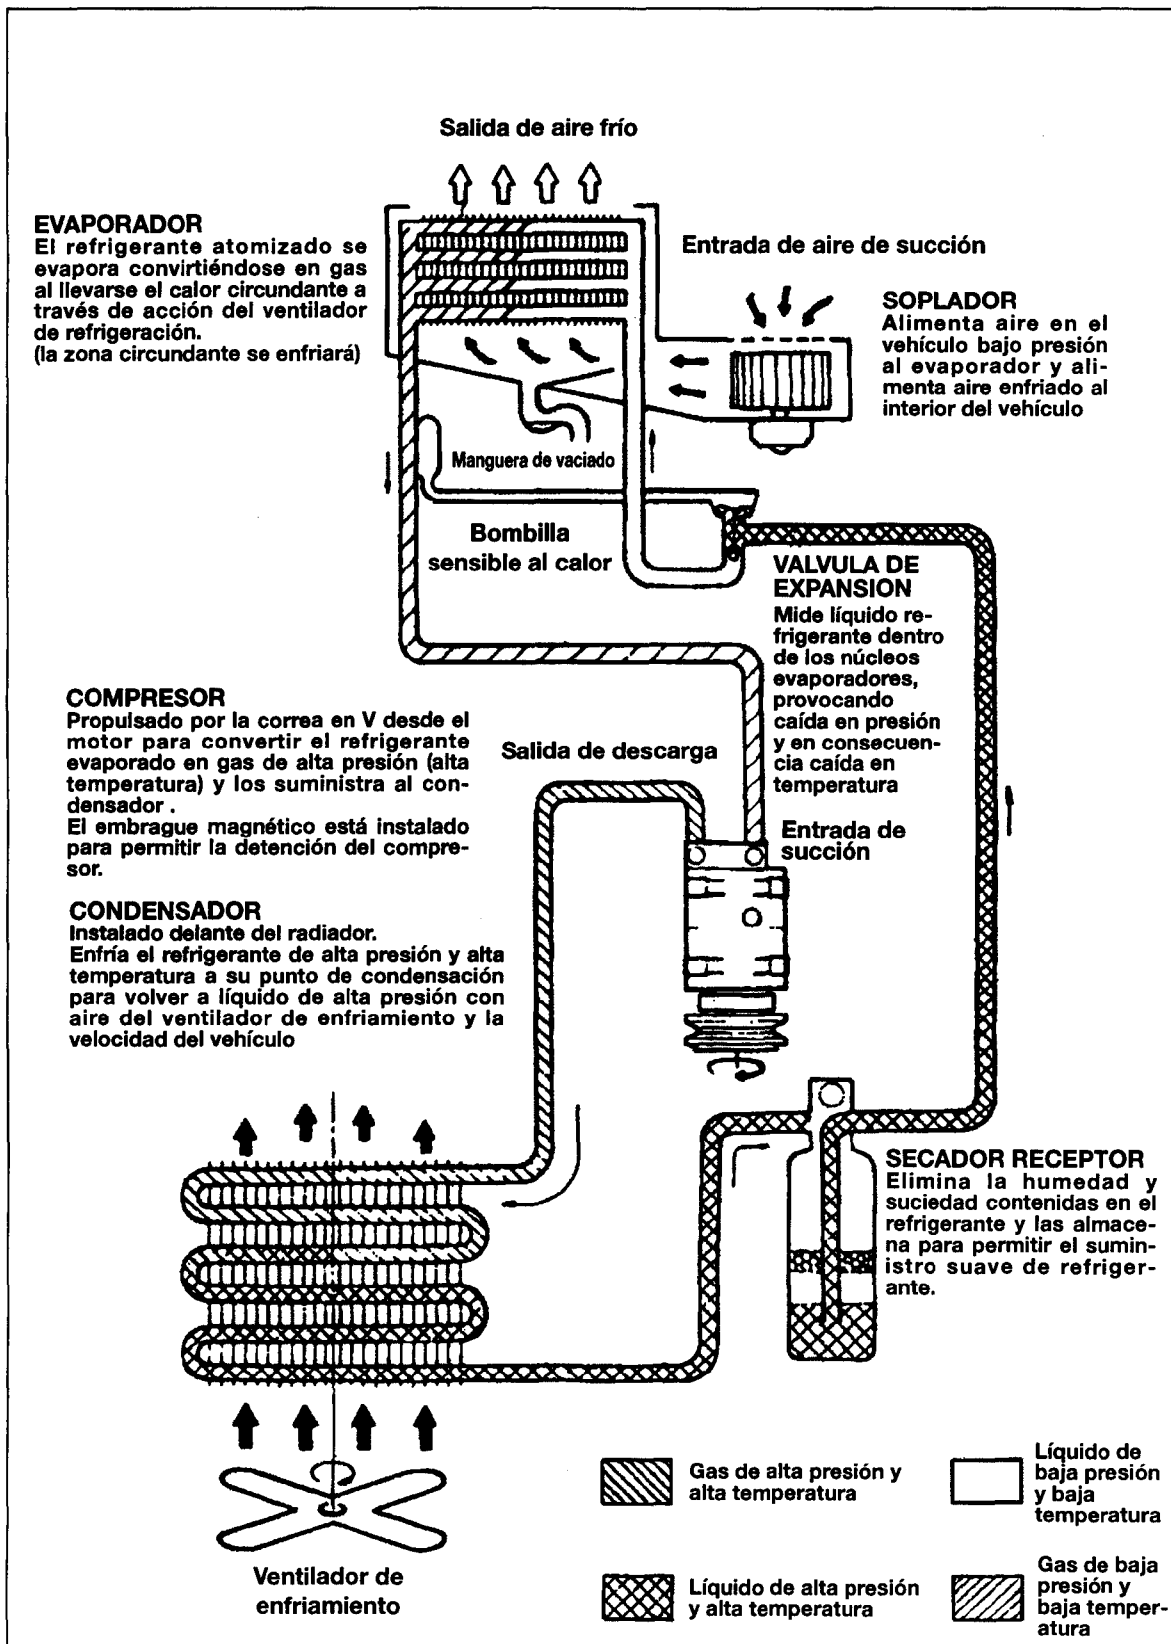 Salida de aire frío
EVAPORADOR
El refrigerante atomizado se
evapora convirtiéndose en gas
al llevarse el calor circundante a
través de acción del ventilador
de refrigeración.
(la zona circundante se enfriará)
Entrada de aire de succión
SOPLADOR
Alimenta aire en el
vehículo bajo presión
al evaporador y ali-
menta aire enfriado al
interior del vehículo
Manguera de vaciado
Bombilla
sensible al calor
VALVULA DE
EXPANSION
Mide líquido re-
frigerante dentro
de los núcleos
evaporadores,
provocando
caída en presión
y en consecuen-
cia caída en
temperatura
COMPRESOR
Propulsado por la correa en V desde el
motor para convertir el refrigerante
evaporado en gas de alta presión (alta
temperatura) y los suministra al con-
densador .
El embrague magnético está instalado
para permitir la detención del compre-
sor.
Salida de descarga
Entrada de
succión
CONDENSADOR
Instalado delante del radiador.
Enfría el refrigerante de alta presión y alta
temperatura a su punto de condensación
para volver a líquido de alta presión con
aire del ventilador de enfriamiento y la
velocidad del vehículo
SECADOR RECEPTOR
Elimina la humedad y
suciedad contenidas en el
refrigerante y las almace-
na para permitir el sumin-
istro suave de refriger-
ante.
Ventilador de
enfriamiento
Gas de alta presión y
alta temperatura
Líquido de
baja presión
y baja
temperatura
Líquido de alta presión
y alta temperatura
Gas de baja
presión y
baja temper-
atura